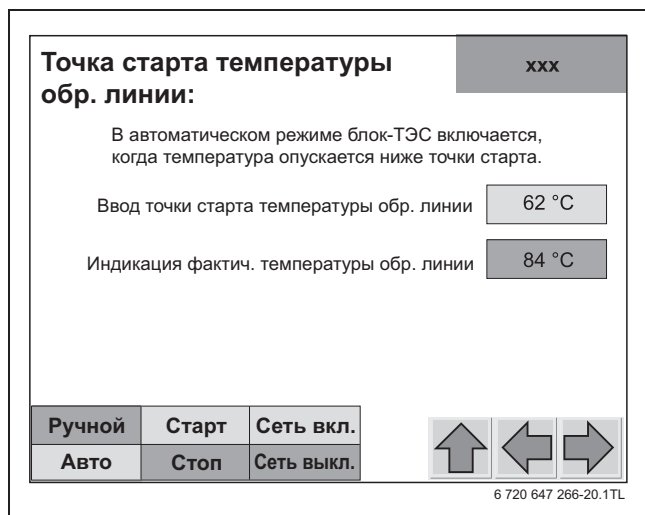 Точка старта температуры
обр. линии:
xxx
В автоматическом режиме блок-ТЭС включается,
когда температура опускается ниже точки старта.
Ввод точки старта температуры обр. линии
62 °C
Индикация фактич. температуры обр. линии
84 °C
Ручной Старт Сеть вкл.
Авто Стоп Сеть выкл.
6 720 647 266-20.1TL